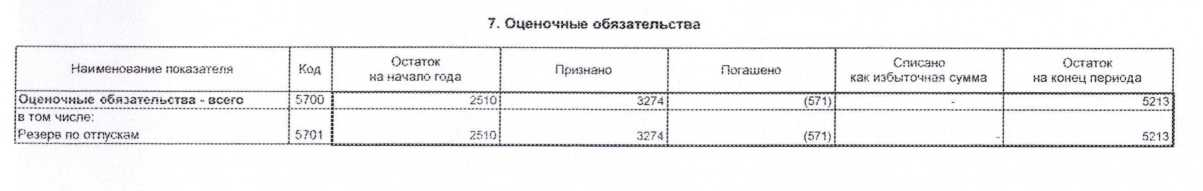 7. Оценочные обязательства
Наименование показателя Код Остаток на начало года Признано Погашено Списано как избыточная сумма Остаток на конец периода
Оценочные обязательства - всего 5700 2510 3274 (571) - 5213
в том числе:
Резерв по отпускам 5701 2510 3274 (571) - 5213